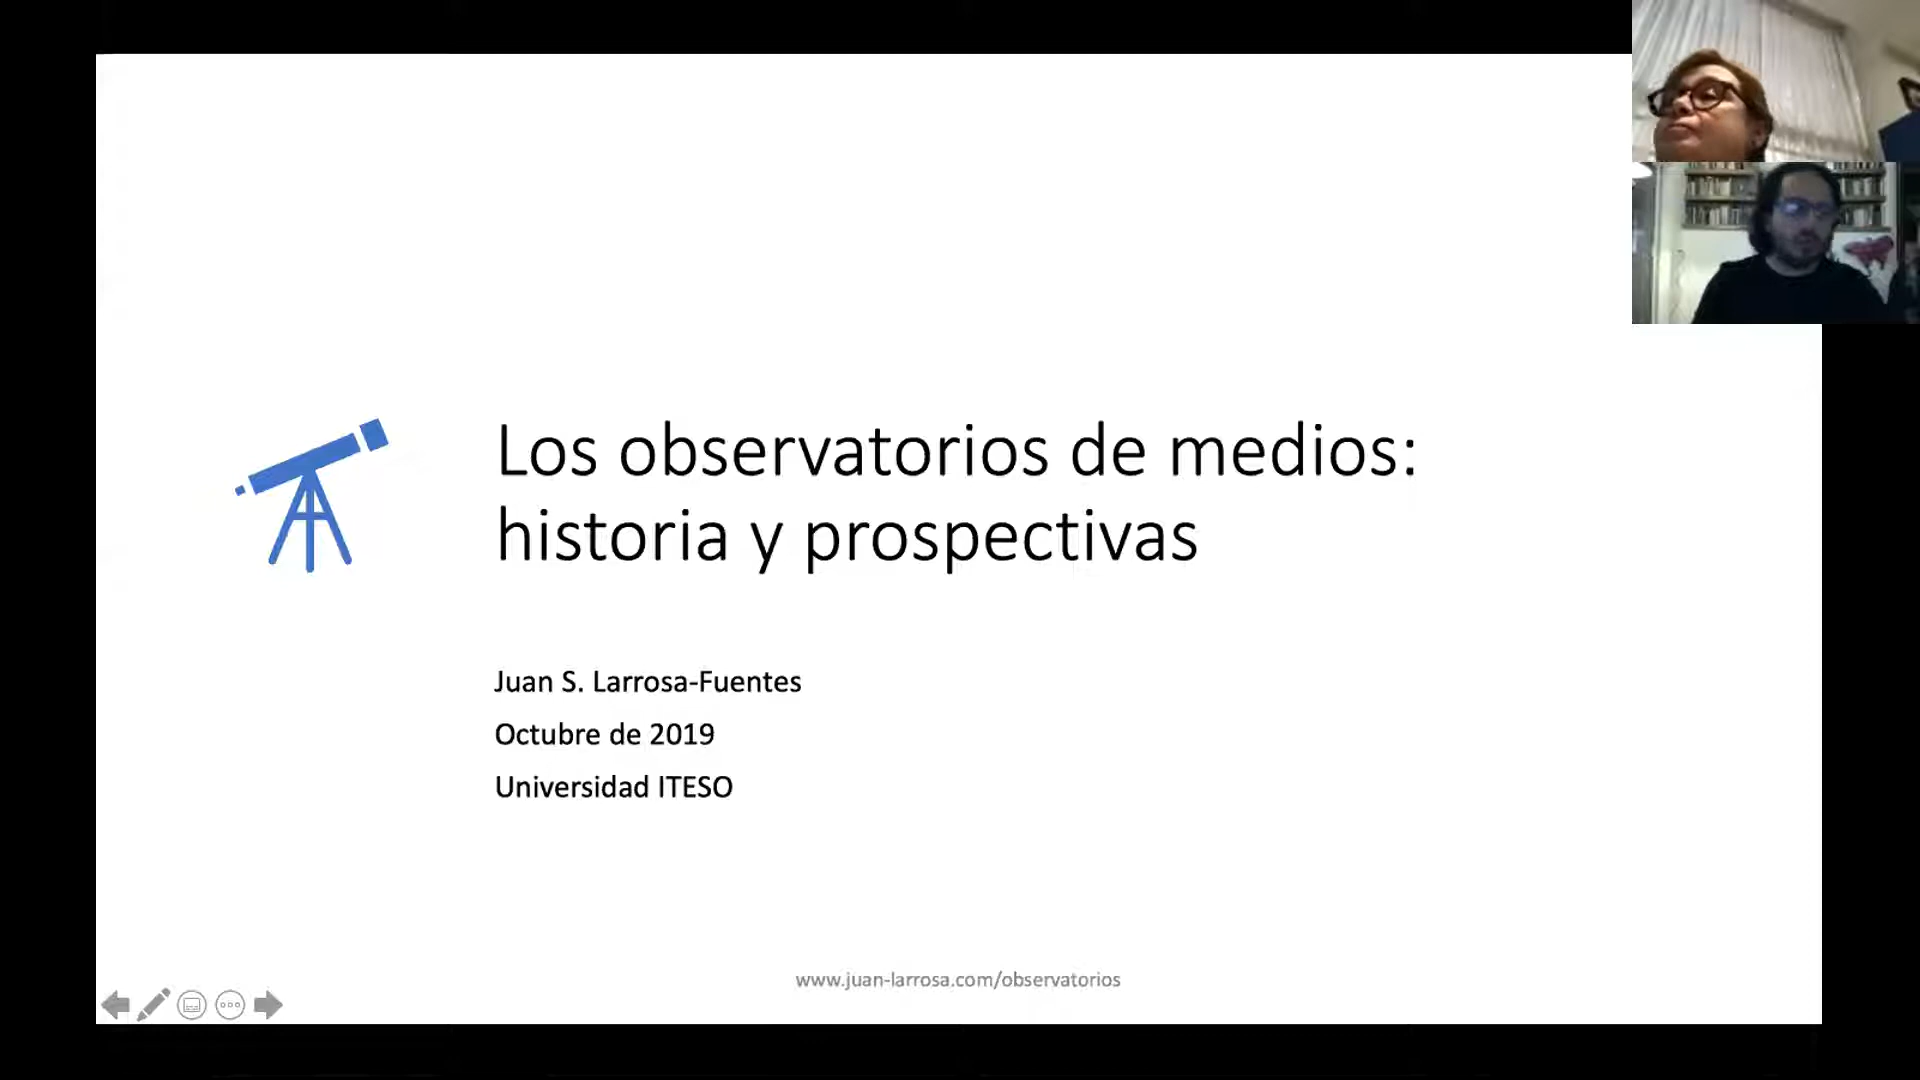 Los observatorios de medios:
historia y prospectivas
Juan S. Larrosa-Fuentes
Octubre de 2019
Universidad ITESO
www.juan-larrosa.com/observatorios